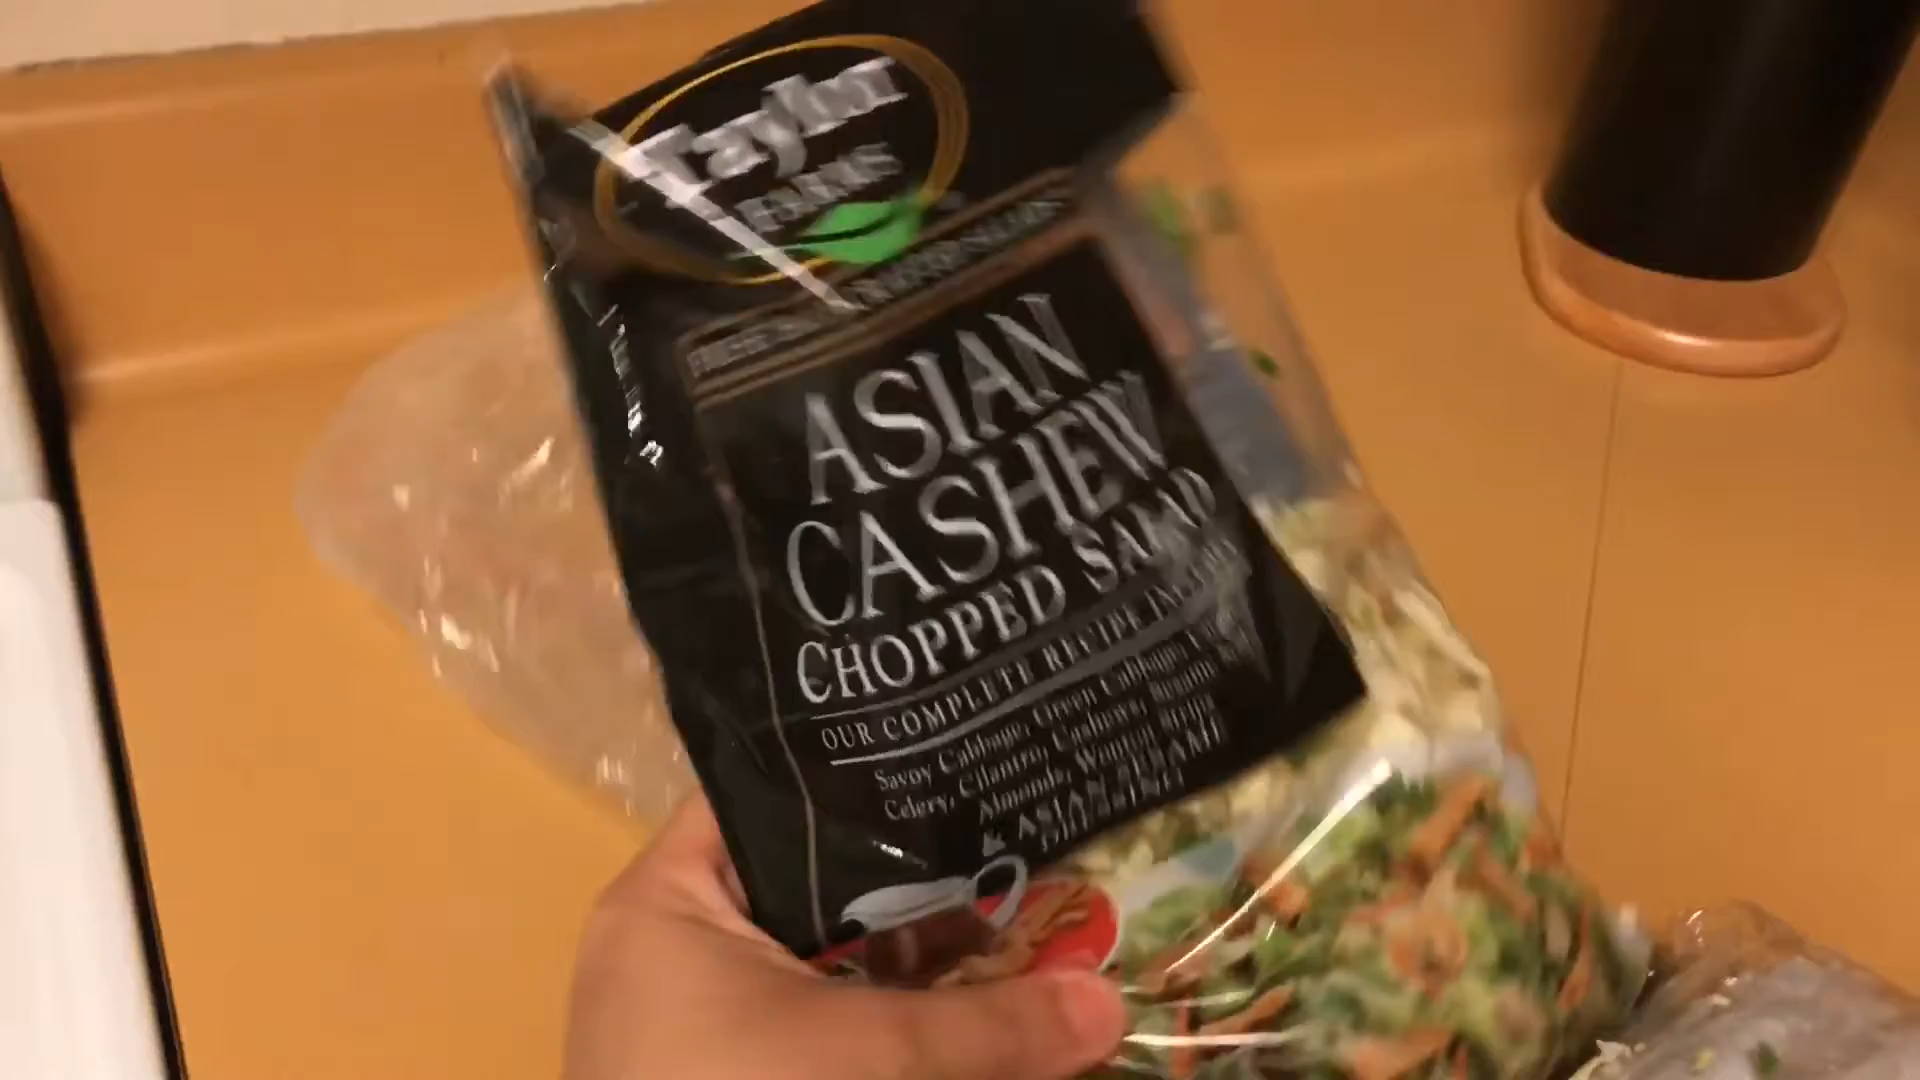 Taylor
FARMS
ASIAN
CASHEW
CHOPPED SALAD
OUR COMPLETE RECIPE
Savoy Cabbage, Green Cabbage,
Celery, Cilantro, Cashews,
Almonds, Wonton Strips
& ASIAN